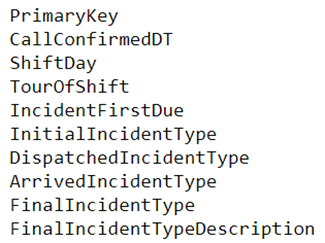 PrimaryKey
CallConfirmedDT
ShiftDay
TourOfShift
IncidentFirstDue
InitialIncidentType
DispatchedIncidentType
ArrivedIncidentType
FinalIncidentType
FinalIncidentTypeDescription